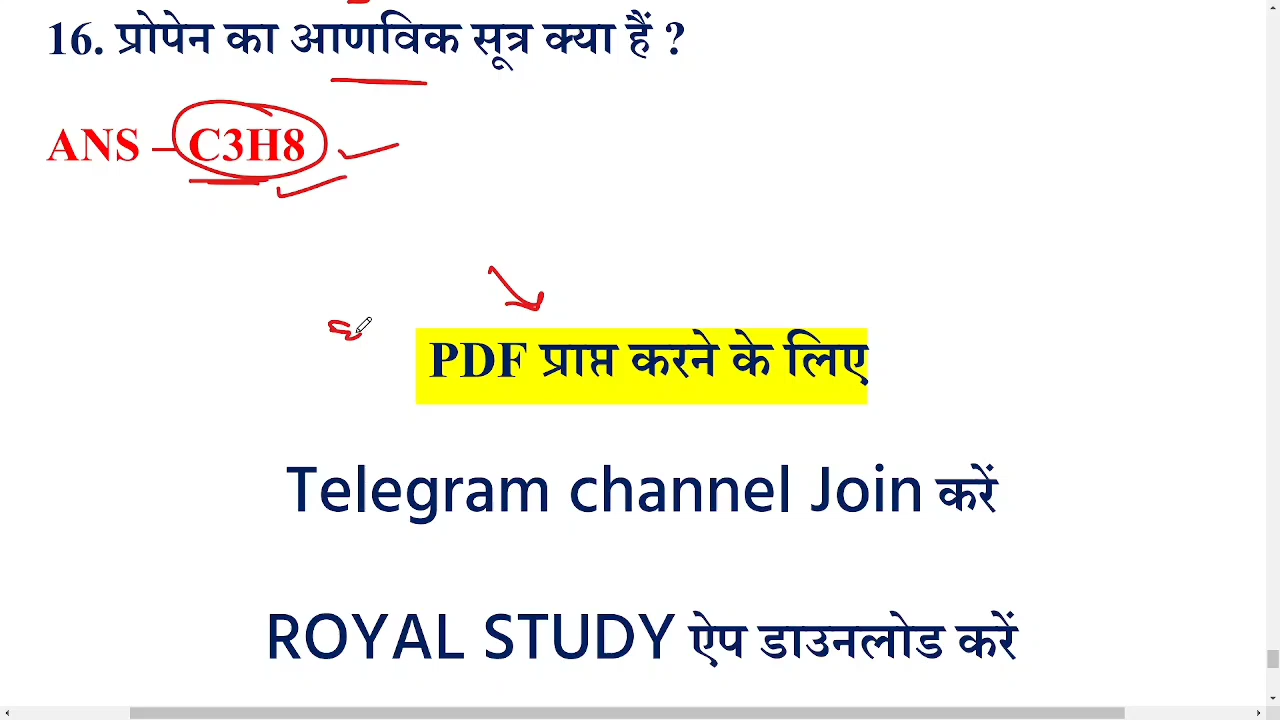 16. प्रोपेन का आणविक सूत्र क्या हैं ?
ANS – C3H8
PDF प्राप्त करने के लिए
Telegram channel Join करें
ROYAL STUDY ऐप डाउनलोड करें